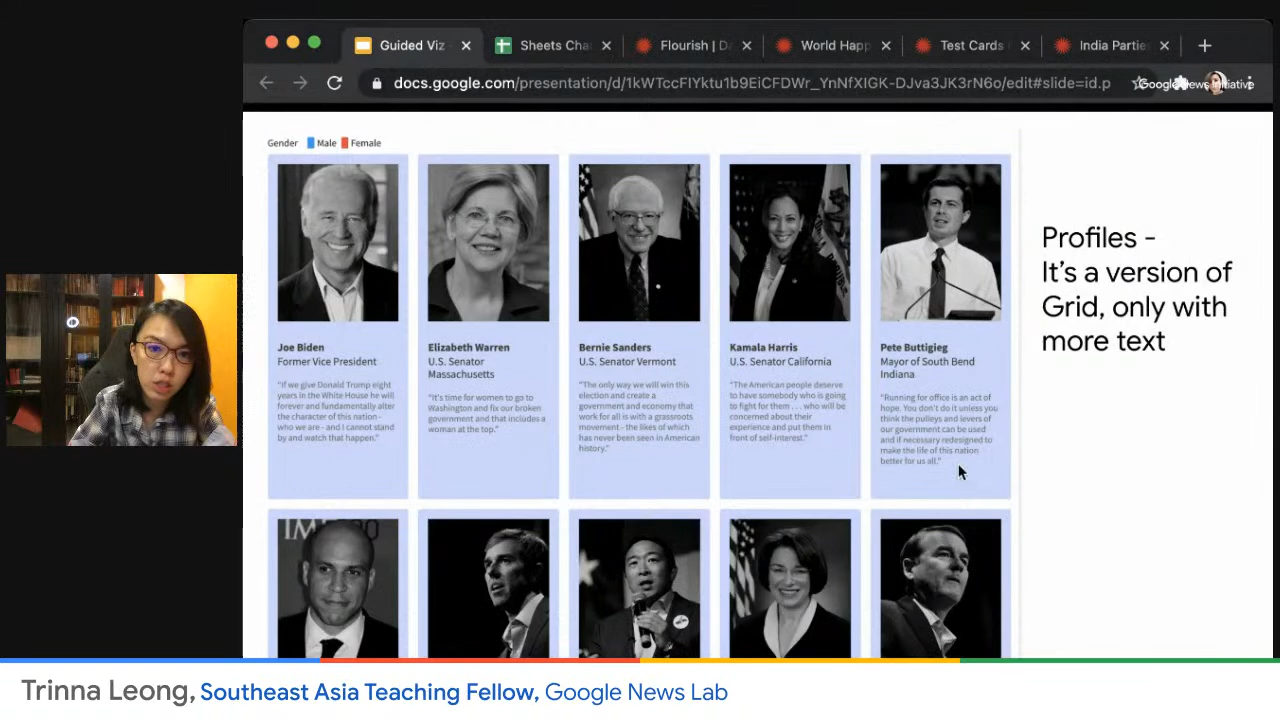 Guided Viz
Sheets Cha
Flourish | Da
World Happ
Test Cards
India Partie
docs.google.com/presentation/d/1kWTccFIYktu1b9EiCFDWr_YnNfXIGK-DJva3JK3rN6o/edit#slide=id.p
Google News Initiative
Gender Male Female
Joe Biden
Former Vice President
"If we give Donald Trump eight
years in the White House he will
forever and fundamentally alter
the character of this nation -
who we are - and I cannot stand
by and watch that happen."
Elizabeth Warren
U.S. Senator
Massachusetts
"It's time for women to go to
Washington and fix our broken
government and that includes a
woman at the top."
Bernie Sanders
U.S. Senator Vermont
"The only way we will win this
election and create a
government and economy that
work for all is with a grassroots
movement - the likes of which
has never been seen in American
history."
Kamala Harris
U.S. Senator California
"The American people deserve
to have somebody who is going
to fight for them . . . who will be
concerned about their
experience and put them in
front of self-interest."
Pete Buttigieg
Mayor of South Bend
Indiana
"Running for office is an act of
hope. You don't do it unless you
think the pulleys and levers of
our government can be used
and if necessary redesigned to
make the life of this nation
better for us all."
Profiles -
It's a version of
Grid, only with
more text
Trinna Leong, Southeast Asia Teaching Fellow, Google News Lab